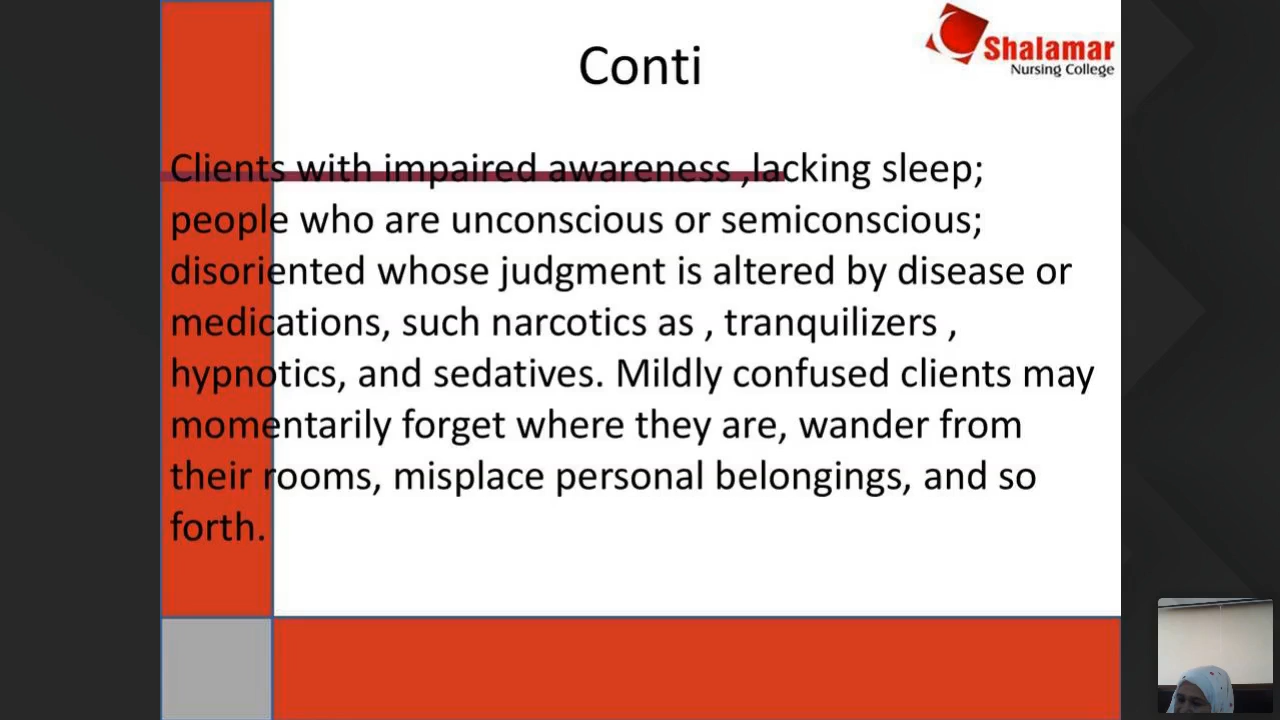 Conti
Shalamar
Nursing College
Clients with impaired awareness ,lacking sleep;
people who are unconscious or semiconscious;
disoriented whose judgment is altered by disease or
medications, such narcotics as , tranquilizers ,
hypnotics, and sedatives. Mildly confused clients may
momentarily forget where they are, wander from
their rooms, misplace personal belongings, and so
forth.